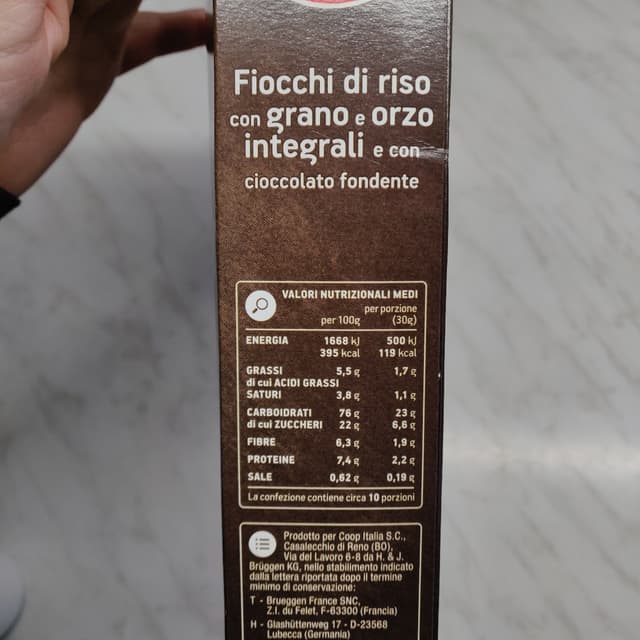 Fiocchi di riso
con grano e orzo
integrali e con
cioccolato fondente
VALORI NUTRIZIONALI MEDI
per 100g per porzione (30g)
ENERGIA 1668 kJ 500 kJ
395 kcal 119 kcal
GRASSI 5,5 g 1,7 g
di cui ACIDI GRASSI
SATURI 3,8 g 1,1 g
CARBOIDRATI 76 g 23 g
di cui ZUCCHERI 22 g 6,6 g
FIBRE 6,3 g 1,9 g
PROTEINE 7,4 g 2,2 g
SALE 0,62 g 0,19 g
La confezione contiene circa 10 porzioni
Prodotto per Coop Italia S.C.,
Casalecchio di Reno (BO),
Via del Lavoro 6-8 da H. & J.
Brüggen KG, nello stabilimento indicato
dalla lettera riportata dopo il termine
minimo di conservazione:
T - Brueggen France SNC,
Z.I. du Felet, F-63300 (Francia)
H - Glashüttenweg 17 - D-23568
Lubecca (Germania)